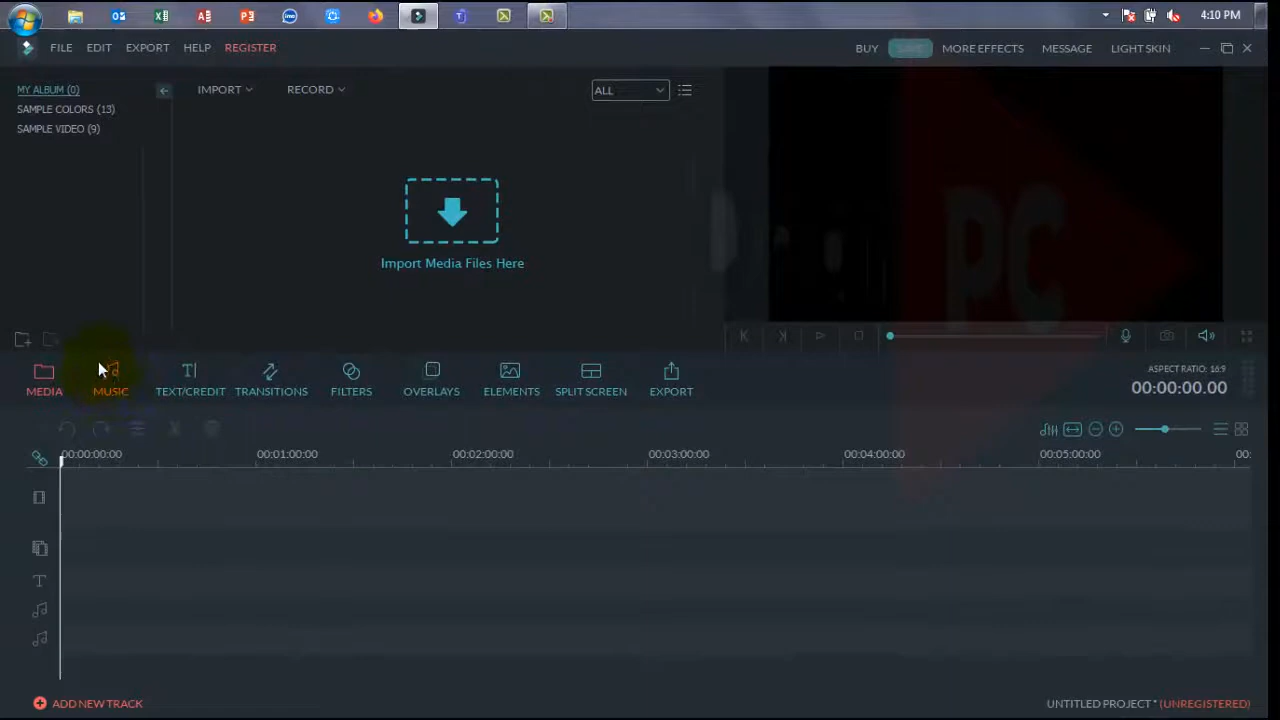 4:10 PM
FILE EDIT EXPORT HELP REGISTER BUY SAVE MORE EFFECTS MESSAGE LIGHT SKIN
MY ALBUM (0)
SAMPLE COLORS (13)
SAMPLE VIDEO (9)
IMPORT RECORD ALL
Import Media Files Here
PC
MEDIA MUSIC TEXT/CREDIT TRANSITIONS FILTERS OVERLAYS ELEMENTS SPLIT SCREEN EXPORT
ASPECT RATIO: 16:9
00:00:00.00
00:00:00:00 00:01:00:00 00:02:00:00 00:03:00:00 00:04:00:00 00:05:00:00 00:
ADD NEW TRACK
UNTITLED PROJECT * (UNREGISTERED)